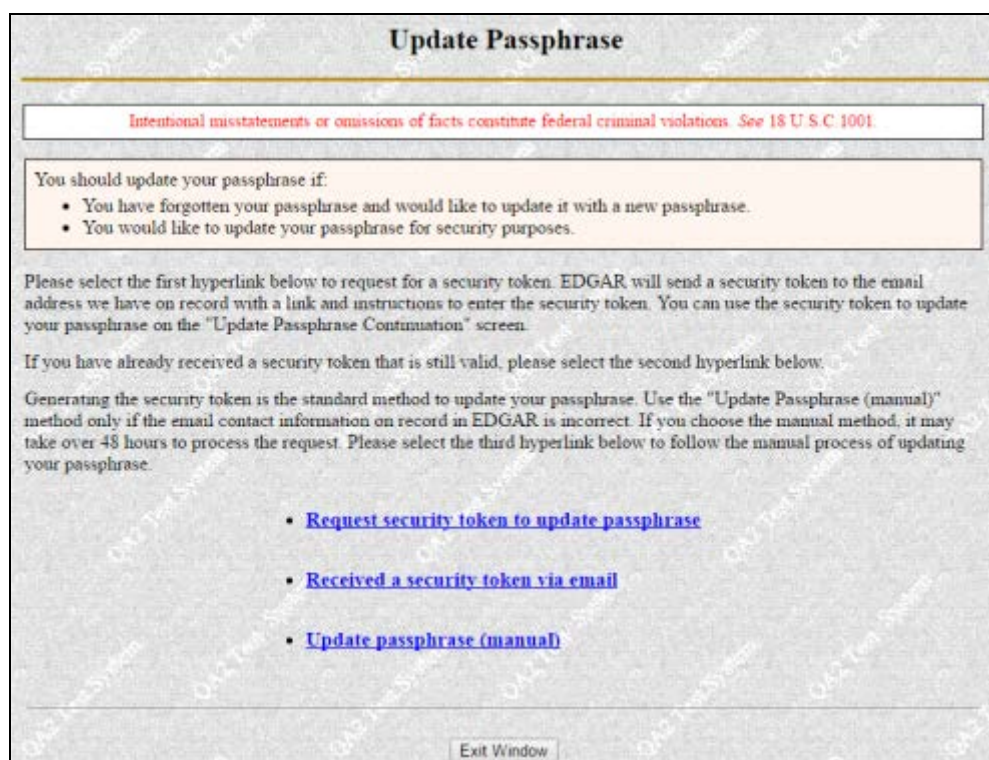 Update Passphrase
Intentional misstatements or omissions of facts constitute federal criminal violations. See 18 U.S.C.1001.
You should update your passphrase if:
• You have forgotten your passphrase and would like to update it with a new passphrase.
• You would like to update your passphrase for security purposes.
Please select the first hyperlink below to request for a security token. EDGAR will send a security token to the email
address we have on record with a link and instructions to enter the security token. You can use the security token to update
your passphrase on the "Update Passphrase Continuation" screen.
If you have already received a security token that is still valid, please select the second hyperlink below.
Generating the security token is the standard method to update your passphrase. Use the "Update Passphrase (manual)"
method only if the email contact information on record in EDGAR is incorrect. If you choose the manual method, it may
take over 48 hours to process the request. Please select the third hyperlink below to follow the manual process of updating
your passphrase.
• Request security token to update passphrase
• Received a security token via email
• Update passphrase (manual)
Exit Window
QA2 Test System